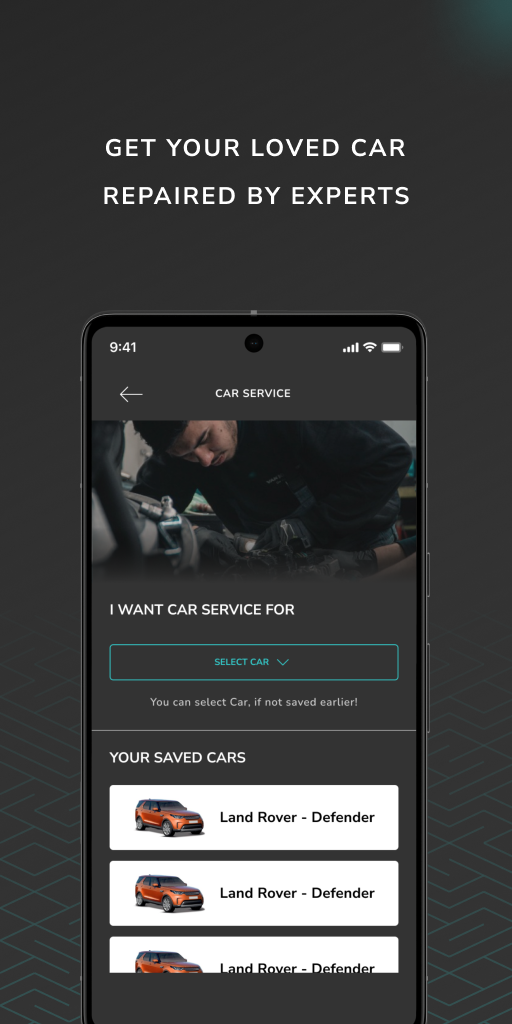 GET YOUR LOVED CAR
REPAIRED BY EXPERTS
9:41
CAR SERVICE
I WANT CAR SERVICE FOR
SELECT CAR
You can select Car, if not saved earlier!
YOUR SAVED CARS
Land Rover - Defender
Land Rover - Defender
Land Rover - Defender